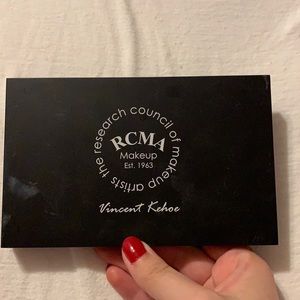 the research council of makeup artists
RCMA
Makeup
Est. 1963
Vincent Kehoe